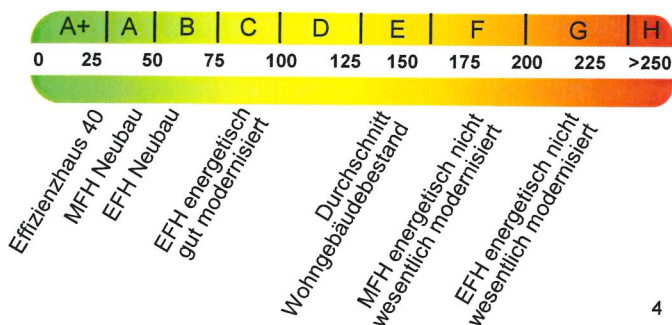 A+ A B C D E F G H
0 25 50 75 100 125 150 175 200 225 >250
Effizienzhaus 40
MFH Neubau
EFH Neubau
EFH energetisch
gut modernisiert
Durchschnitt
Wohngebäudebestand
MFH energetisch nicht
wesentlich modernisiert
EFH energetisch nicht
wesentlich modernisiert
4